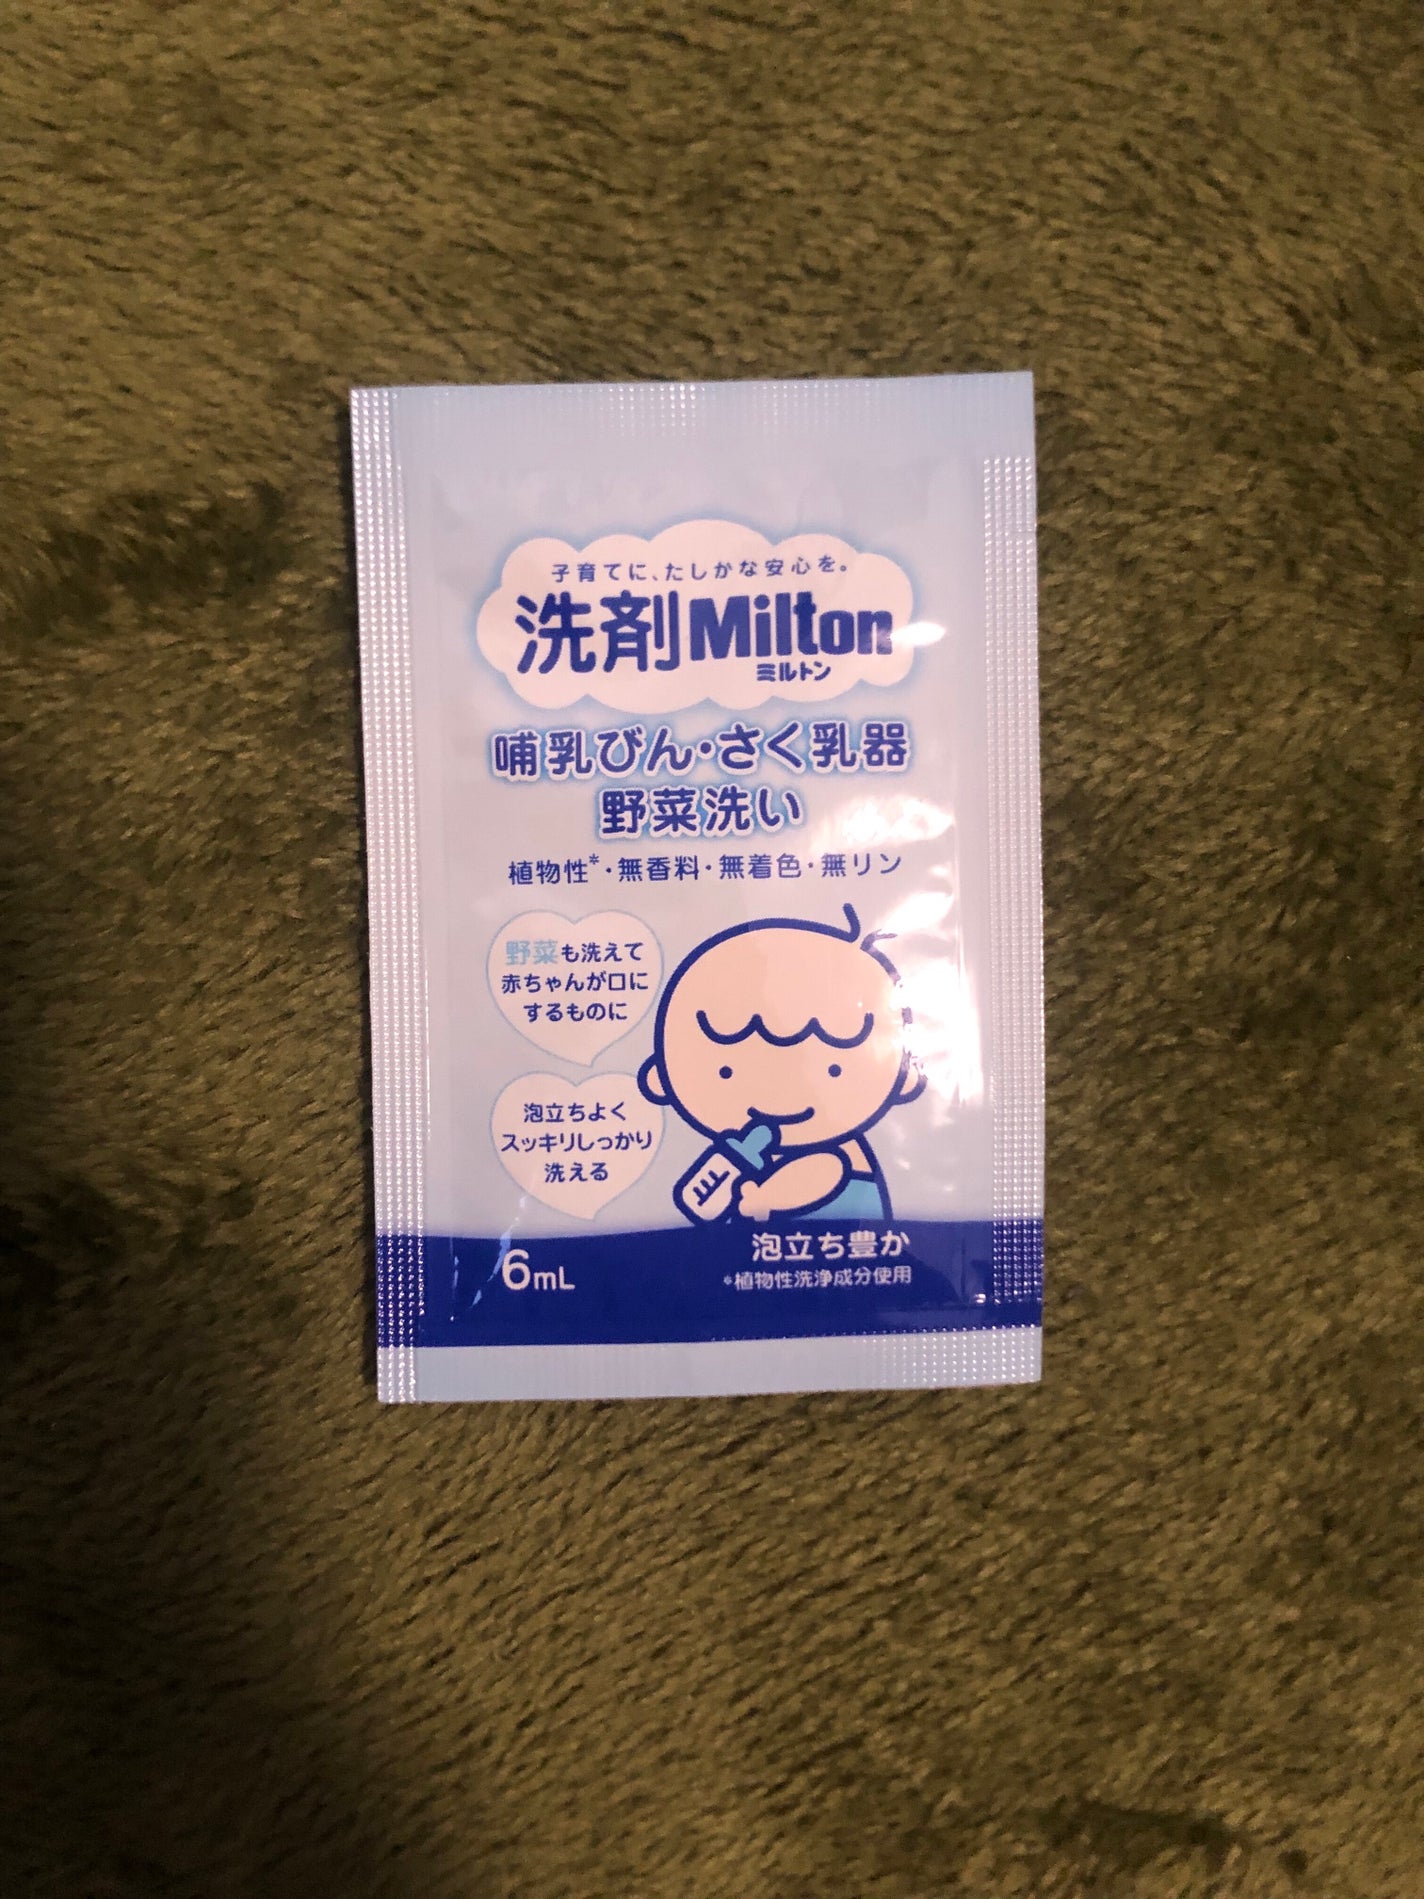 子育てに、たしかな安心を。
洗剤Milton
ミルトン
哺乳びん・さく乳器
野菜洗い
植物性*・無香料・無着色・無リン
野菜も洗えて
赤ちゃんが口に
するものに
泡立ちよく
スッキリしっかり
洗える
6mL
泡立ち豊か
*植物性洗浄成分使用